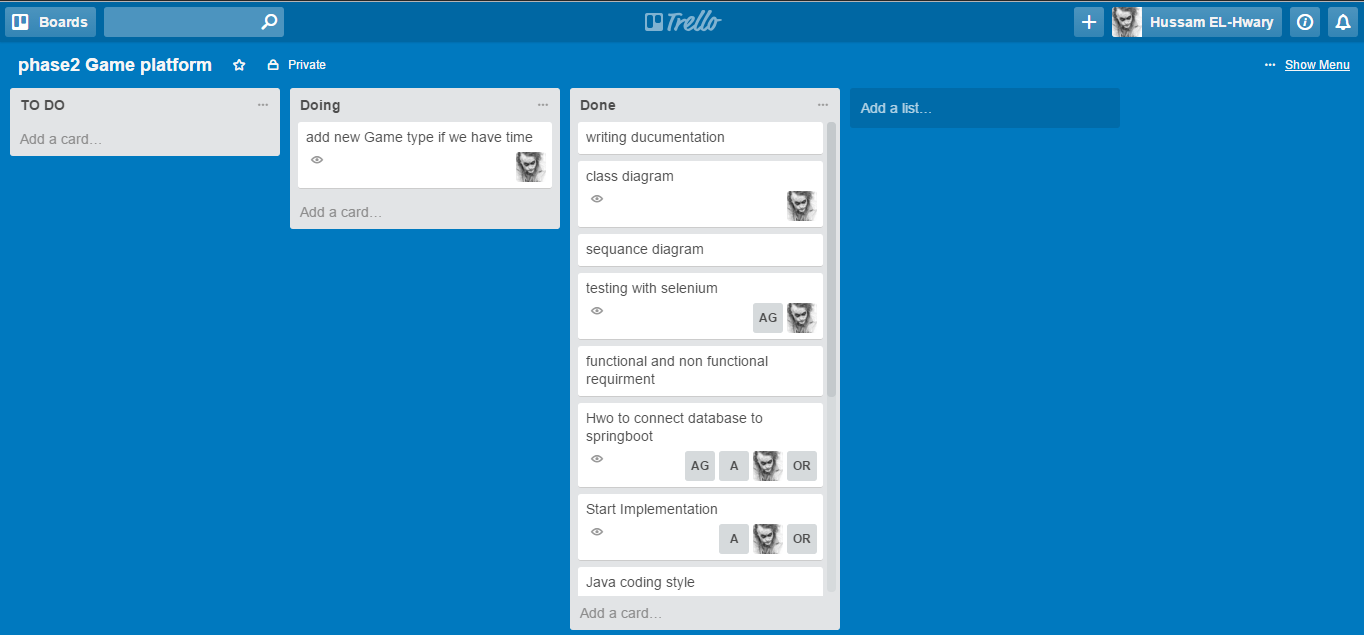 Boards
Trello
Hussam EL-Hwary
phase2 Game platform
Private
Show Menu
TO DO
Add a card…
Doing
add new Game type if we have time
Add a card…
Done
writing ducumentation
class diagram
sequance diagram
testing with selenium
AG
functional and non functional
requirment
Hwo to connect database to
springboot
AG A OR
Start Implementation
A OR
Java coding style
Add a card…
Add a list…